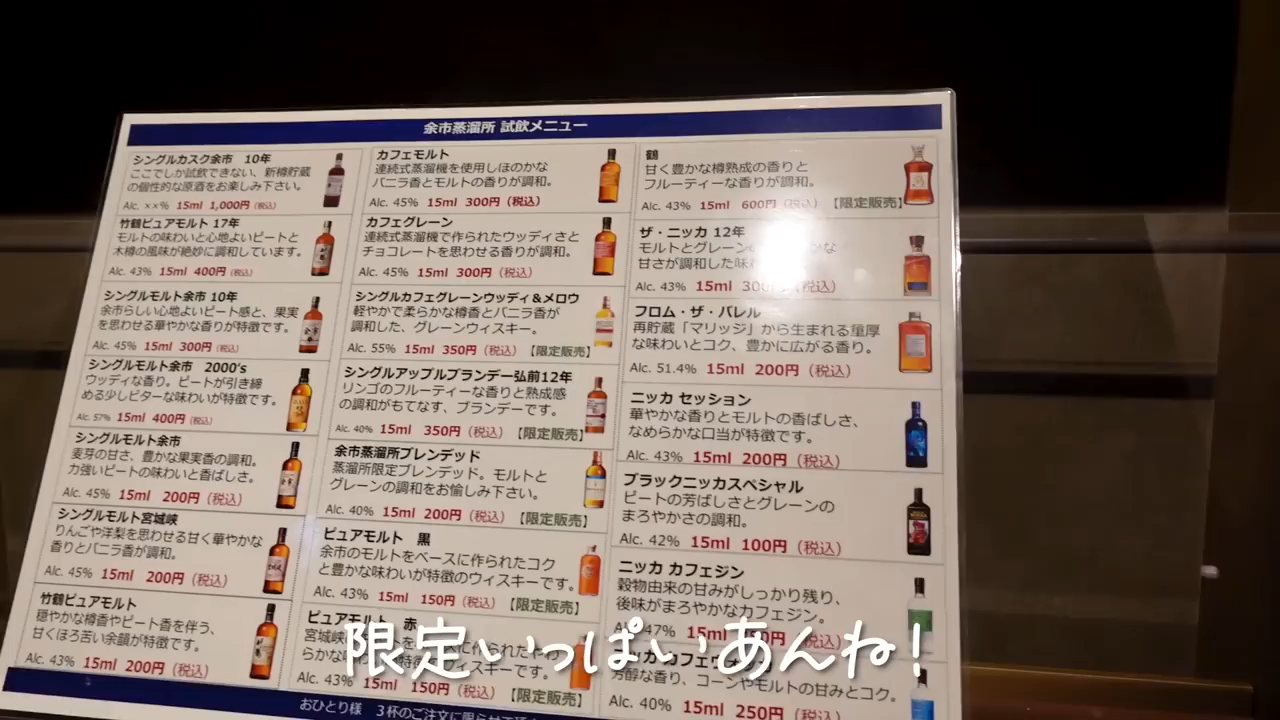 余市蒸溜所 試飲メニュー
シングルカスク余市 10年
ここでしか試飲できない、新樽貯蔵
の個性的な原酒をお楽しみ下さい。
Alc. ××% 15ml 1,000円(税込)
竹鶴ピュアモルト 17年
モルトの味わいと心地よいピートと
木樽の風味が絶妙に調和しています。
Alc. 43% 15ml 400円(税込)
シングルモルト余市 10年
余市らしい心地よいピート感と、果実
を思わせる華やかな香りが特徴です。
Alc. 45% 15ml 300円(税込)
シングルモルト余市 2000's
ウッディな香り。ピートが引き締
める少しビターな味わいが特徴です。
Alc. 57% 15ml 400円(税込)
シングルモルト余市
麦芽の甘さ、豊かな果実香の調和。
力強いピートの味わいと香ばしさ。
Alc. 45% 15ml 200円(税込)
シングルモルト宮城峡
りんごや洋梨を思わせる甘く華やかな
香りとバニラ香が調和。
Alc. 45% 15ml 200円(税込)
竹鶴ピュアモルト
穏やかな樽香やピート香を伴う、
甘くほろ苦い余韻が特徴です。
Alc. 43% 15ml 200円(税込)
カフェモルト
連続式蒸溜機を使用しほのかな
バニラ香とモルトの香りが調和。
Alc. 45% 15ml 300円(税込)
カフェグレーン
連続式蒸溜機で作られたウッディさと
チョコレートを思わせる香りが調和。
Alc. 45% 15ml 300円(税込)
シングルカフェグレーンウッディ＆メロウ
軽やかで柔らかな樽香とバニラ香が
調和した、グレーンウィスキー。
Alc. 55% 15ml 350円(税込)【限定販売】
シングルアップルブランデー弘前12年
リンゴのフルーティーな香りと熟成感
の調和がもてなす、ブランデーです。
Alc. 40% 15ml 350円(税込)【限定販売】
余市蒸溜所ブレンデッド
蒸溜所限定ブレンデッド。モルトと
グレーンの調和をお愉しみ下さい。
Alc. 40% 15ml 200円(税込)【限定販売】
ピュアモルト 黒
余市のモルトをベースに作られたコク
と豊かな味わいが特徴のウィスキーです。
Alc. 43% 15ml 150円(税込)【限定販売】
ピュアモルト 赤
宮城峡
らかな ウィスキーです。
Alc. 43% 15ml 150円(税込)【限定販売】
鶴
甘く豊かな樽熟成の香りと
フルーティーな香りが調和。
Alc. 43% 15ml 600円(税込)【限定販売】
ザ・ニッカ 12年
モルトとグレーン かな
甘さが調和した味
Alc. 43% 15ml 300円(税込)
フロム・ザ・バレル
再貯蔵「マリッジ」から生まれる重厚
な味わいとコク、豊かに広がる香り。
Alc. 51.4% 15ml 200円(税込)
ニッカ セッション
華やかな香りとモルトの香ばしさ、
なめらかな口当が特徴です。
Alc. 43% 15ml 200円(税込)
ブラックニッカスペシャル
ピートの芳ばしさとグレーンの
まろやかさの調和。
Alc. 42% 15ml 100円(税込)
ニッカ カフェジン
穀物由来の甘みがしっかり残り、
後味がまろやかなカフェジン。
47% 15ml (税込)
ニッカ カフェウォッカ
芳醇な香り、コーンやモルトの甘みとコク。
Alc. 40% 15ml 250円(税込)
おひとり様 3杯のご注文に限らせて
限定いっぱいあんね!